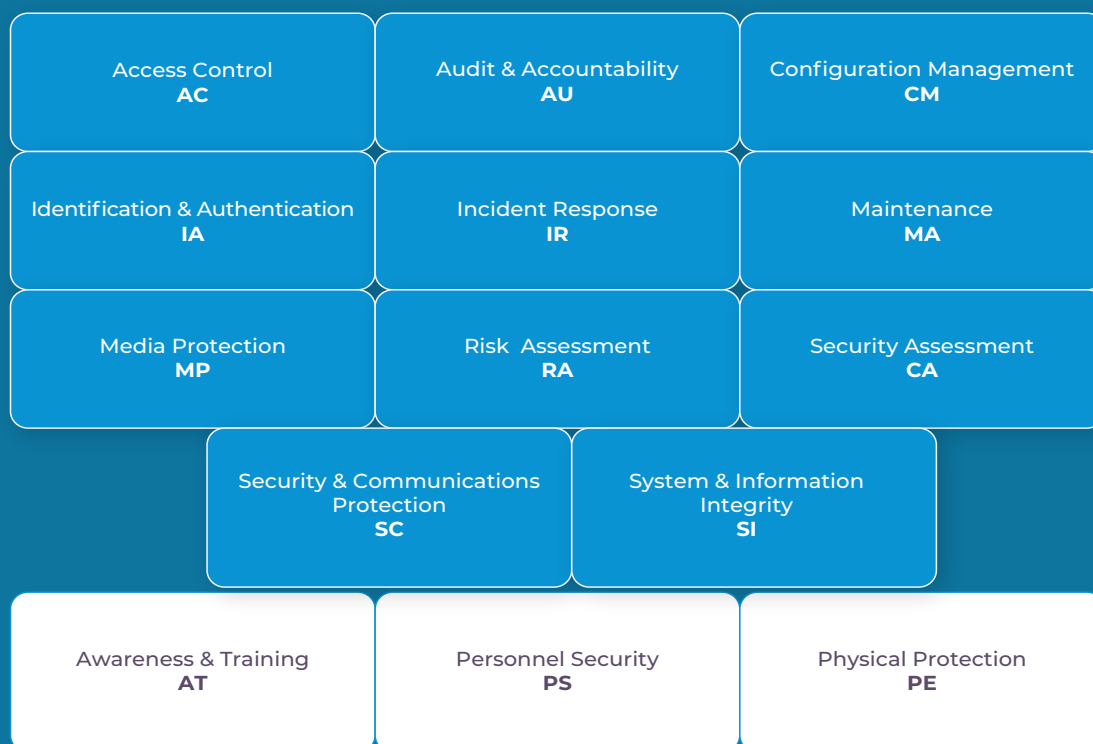 Access Control
AC
Audit & Accountability
AU
Configuration Management
CM
Identification & Authentication
IA
Incident Response
IR
Maintenance
MA
Media Protection
MP
Risk  Assessment
RA
Security Assessment
CA
Security & Communications
Protection
SC
System & Information
Integrity
SI
Awareness & Training
AT
Personnel Security
PS
Physical Protection
PE